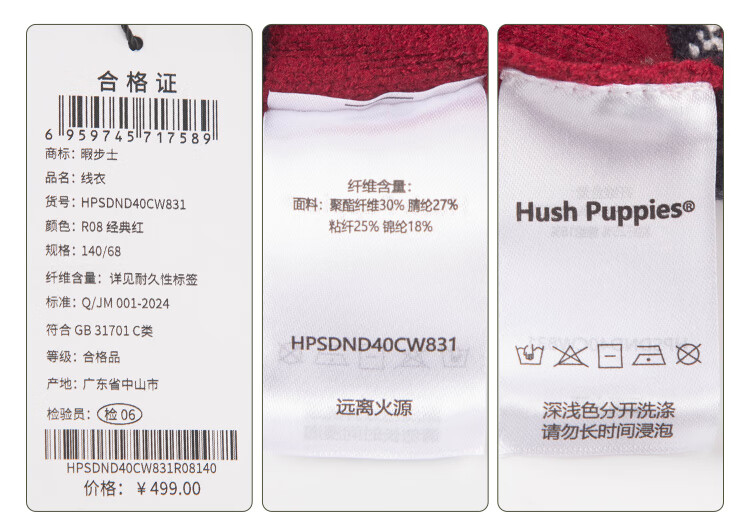 合格证
6 959745 717589
商标：暇步士
品名：线衣
货号：HPSDND40CW831
颜色：R08 经典红
规格：140/68
纤维含量：详见耐久性标签
标准：Q/JM 001-2024
符合 GB 31701 C类
等级：合格品
产地：广东省中山市
检验员：检 06
HPSDND40CW831R08140
价格：￥499.00
纤维含量：
面料：聚酯纤维30% 腈纶27%
粘纤25% 锦纶18%
HPSDND40CW831
远离火源
Hush Puppies®
深浅色分开洗涤
请勿长时间浸泡